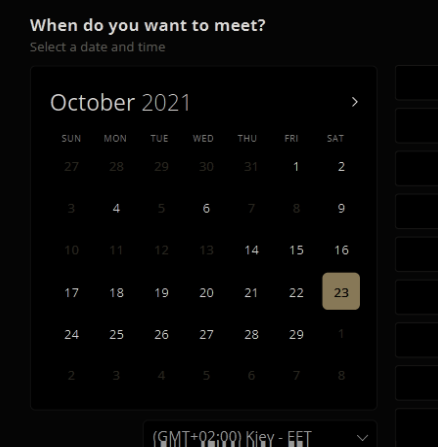 When do you want to meet?
Select a date and time
October 2021
SUN MON TUE WED THU FRI SAT
27 28 29 30 31 1 2
3 4 5 6 7 8 9
10 11 12 13 14 15 16
17 18 19 20 21 22 23
24 25 26 27 28 29 1
2 3 4 5 6 7 8
(GMT+02:00) Kiev - EET